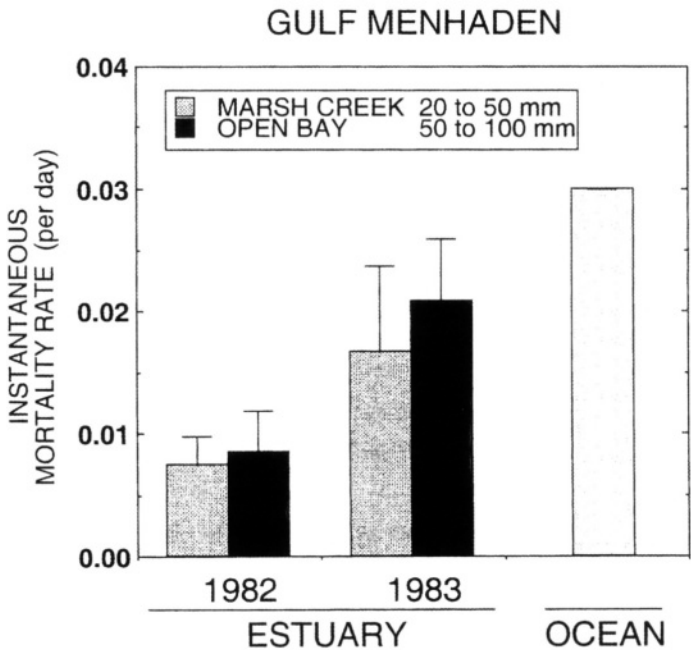 GULF MENHADEN
MARSH CREEK 20 to 50 mm
OPEN BAY 50 to 100 mm
INSTANTANEOUS
MORTALITY RATE (per day)
0.04
0.03
0.02
0.01
0.00
1982 1983
ESTUARY OCEAN